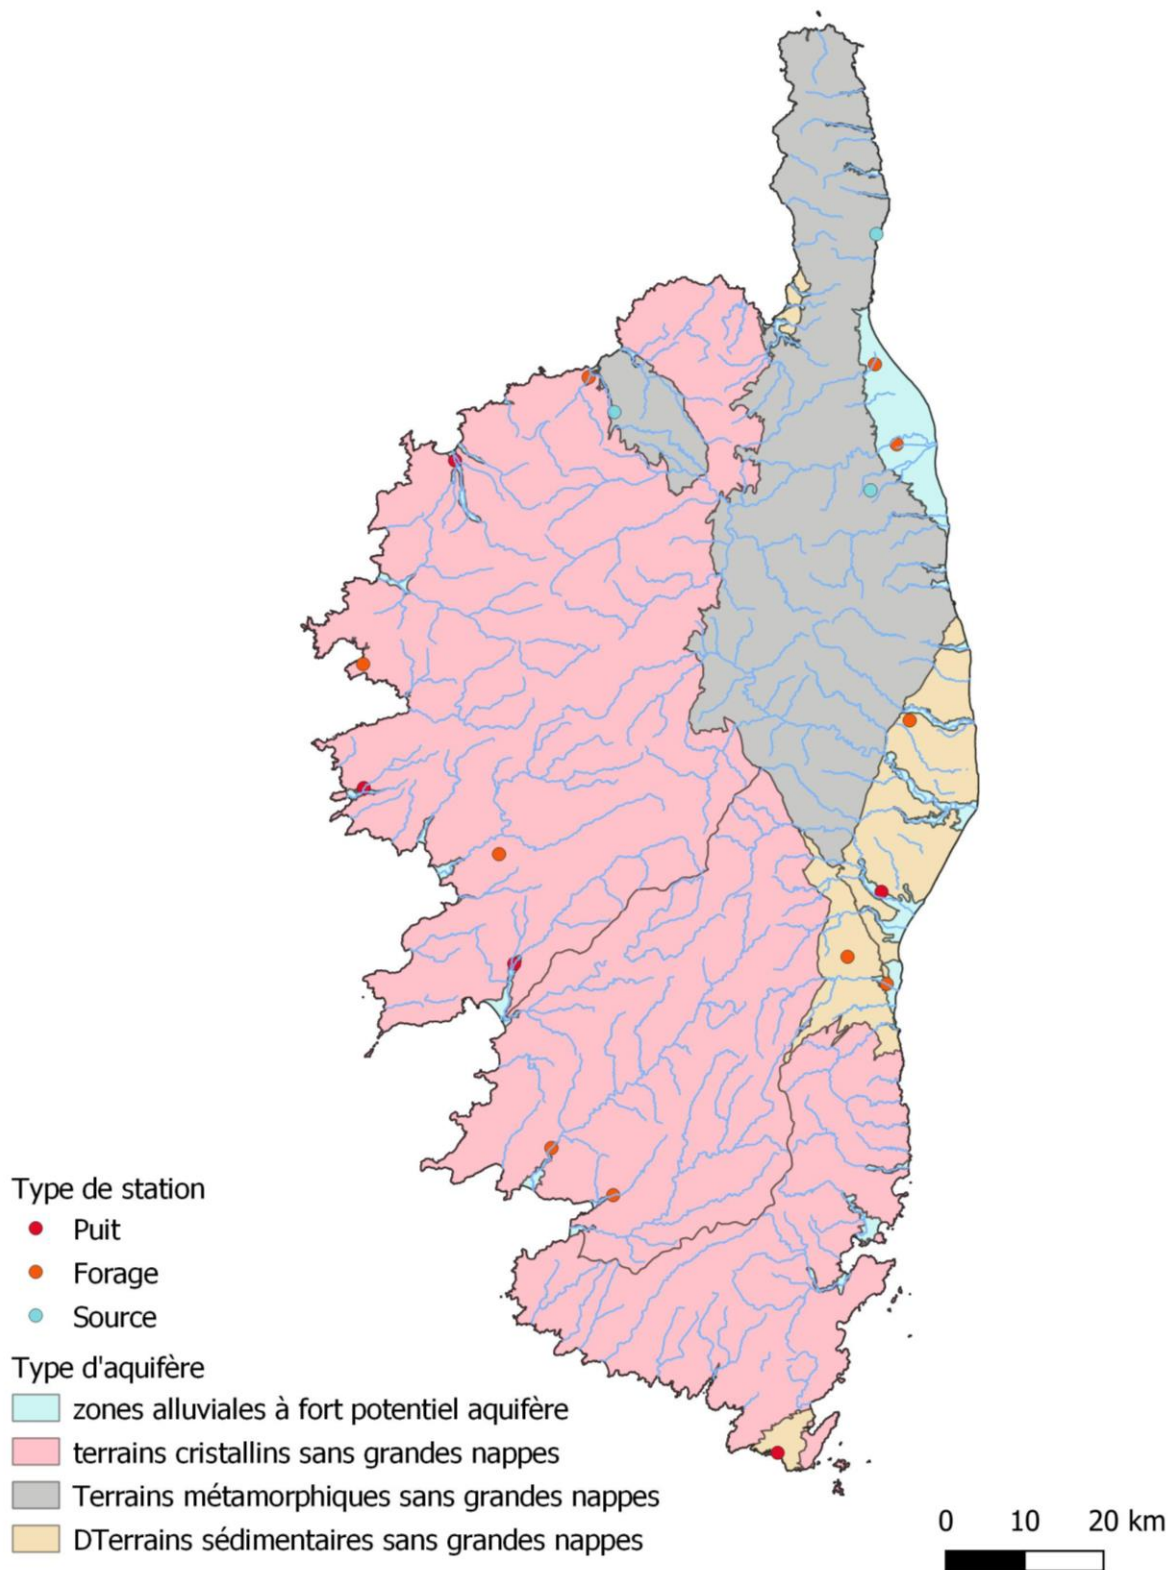 Type de station
Puit
Forage
Source
Type d'aquifère
zones alluviales à fort potentiel aquifère
terrains cristallins sans grandes nappes
Terrains métamorphiques sans grandes nappes
DTerrains sédimentaires sans grandes nappes
0 10 20 km